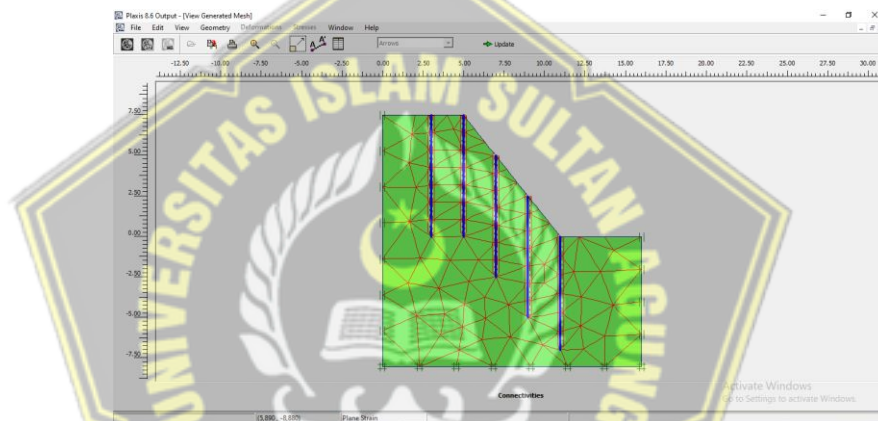 Plaxis 8.6 Output - [View Generated Mesh]
File Edit View Geometry Deformations Stresses Window Help
Arrows Update
-12.50 -10.00 -7.50 -5.00 -2.50 0.00 2.50 5.00 7.50 10.00 12.50 15.00 17.50 20.00 22.50 25.00 27.50 30.00
7.50
5.00
2.50
0.00
-2.50
-5.00
-7.50
UNIVERSITAS ISLAM SULTAN AGUNG
Connectivities
Activate Windows
Go to Settings to activate Windows.
(5.890, -8.880) Plane Strain